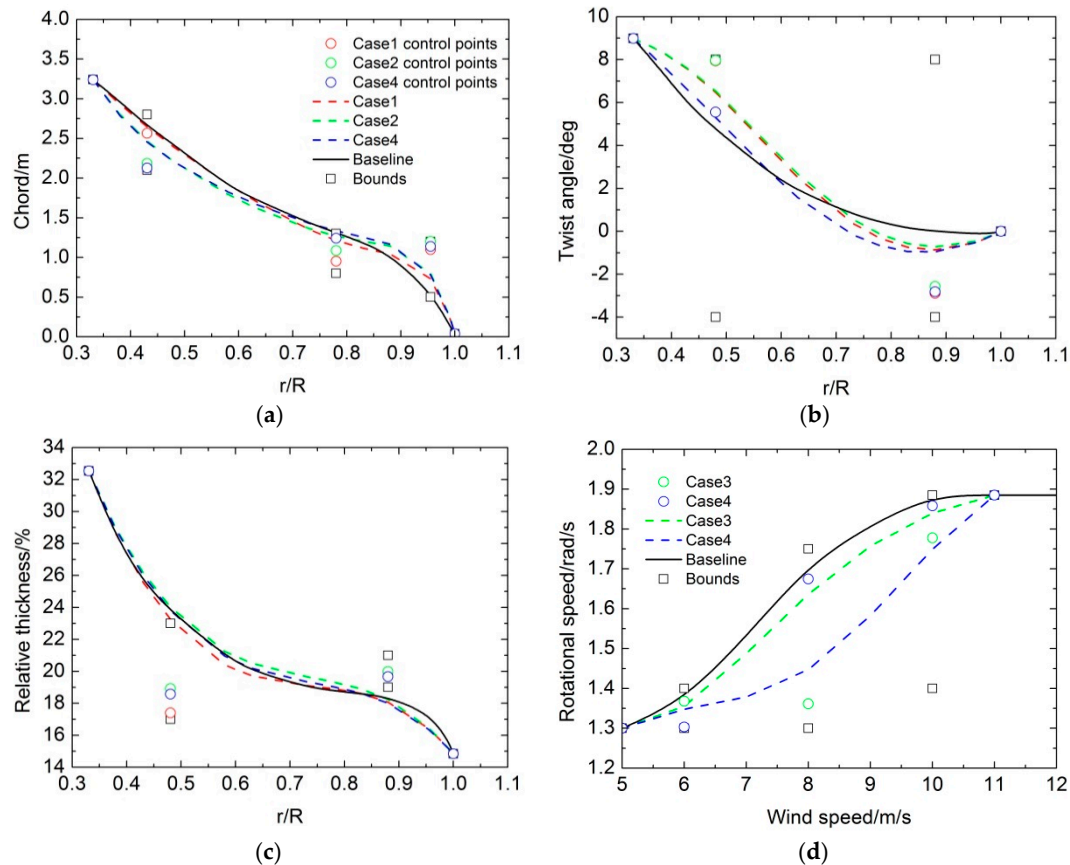 (a)
Chord/m
4.0
3.5
3.0
2.5
2.0
1.5
1.0
0.5
0.0
Case1 control points
Case2 control points
Case4 control points
Case1
Case2
Case4
Baseline
Bounds
0.3 0.4 0.5 0.6 0.7 0.8 0.9 1.0 1.1
r/R
Twist angle/deg
10
8
6
4
2
0
-2
-4
0.3 0.4 0.5 0.6 0.7 0.8 0.9 1.0 1.1
r/R
(b)
Relative thickness/%
34
32
30
28
26
24
22
20
18
16
14
0.3 0.4 0.5 0.6 0.7 0.8 0.9 1.0 1.1
r/R
(c)
Rotational speed/rad/s
2.0
1.9
1.8
1.7
1.6
1.5
1.4
1.3
1.2
Case3
Case4
Case3
Case4
Baseline
Bounds
5 6 7 8 9 10 11 12
Wind speed/m/s
(d)